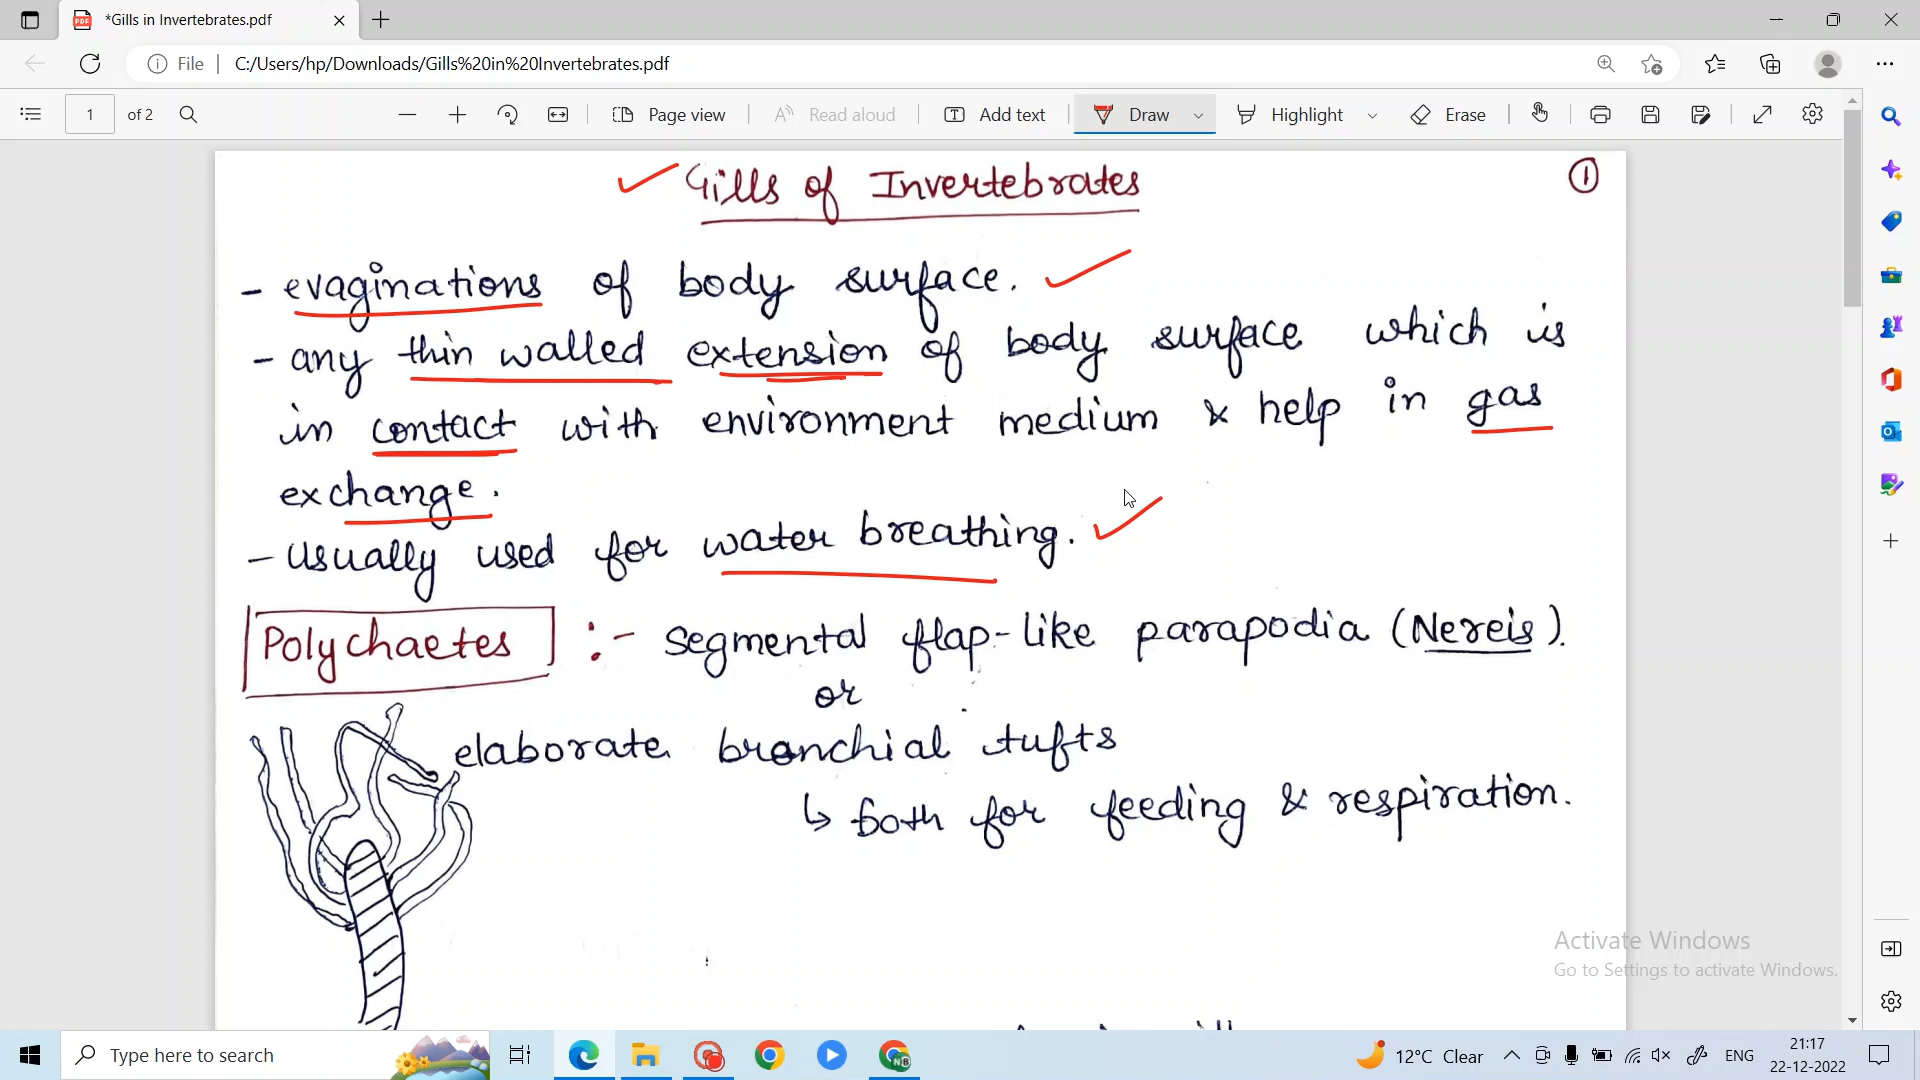 *Gills in Invertebrates.pdf
File C:/Users/hp/Downloads/Gills%20in%20Invertebrates.pdf
1 of 2 Page view Read aloud Add text Draw Highlight Erase
Gills of Invertebrates
1
- evaginations of body surface.
- any thin walled extension of body surface which is
in contact with environment medium & help in gas
exchange.
- usually used for water breathing.
Polychaetes :- segmental flap-like parapodia (Nereis).
or
elaborate branchial tufts
↳ both for feeding & respiration.
Activate Windows
Go to Settings to activate Windows.
Type here to search
12°C Clear
ENG
21:17
22-12-2022